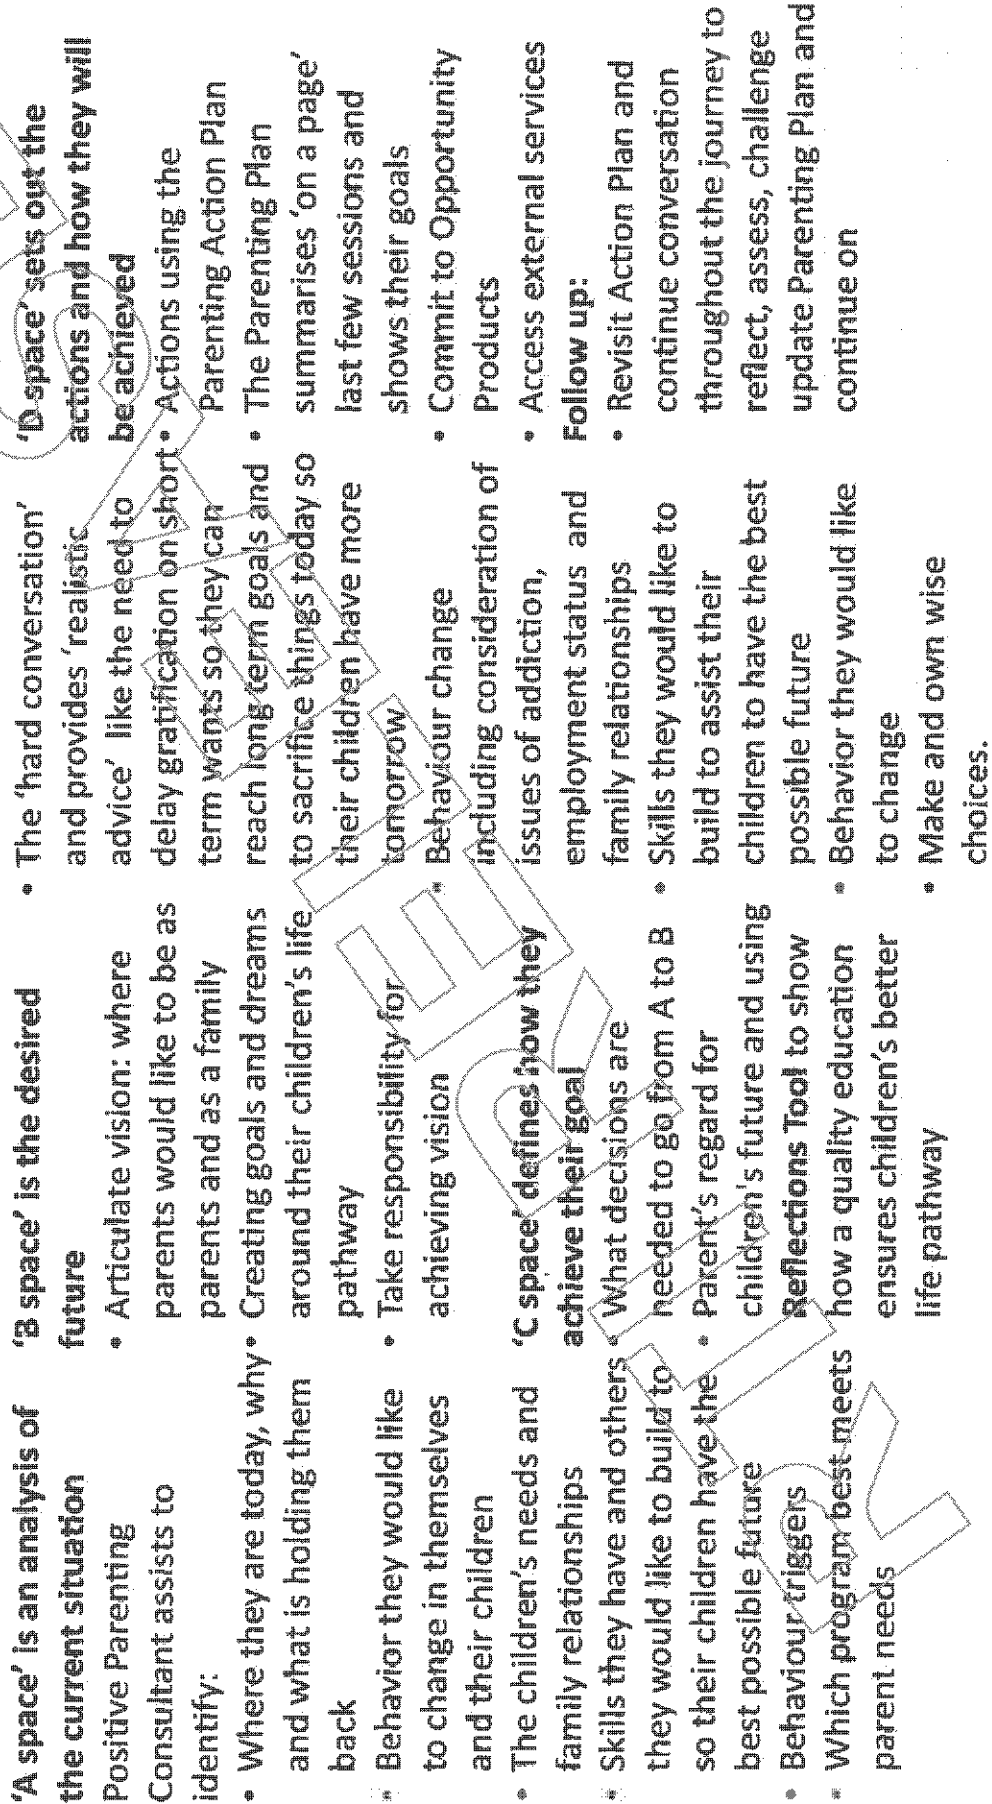 ‘A space’ is an analysis of
the current situation
Positive Parenting
Consultant assists to
identify:
• Where they are today, why
and what is holding them
back
• Behavior they would like
to change in themselves
and their children
• The children’s needs and
family relationships
• Skills they have and others
they would like to build to
so their children have the
best possible future
• Behaviour triggers
• Which program best meets
parent needs
‘B space’ is the desired
future
• Articulate vision: where
parents would like to be as
parents and as a family
• Creating goals and dreams
around their children’s life
pathway
• Take responsibility for
achieving vision
‘C space’ defines how they
achieve their goal
• What decisions are
needed to go from A to B
• Parent’s regard for
children's future and using
Reflections Tool to show
how a quality education
ensures children’s better
life pathway
• The ‘hard conversation’
and provides ‘realistic
advice’ like the need to
delay gratification on short
term wants so they can
reach long term goals and
to sacrifice things today so
their children have more
tomorrow
• Behaviour change
including consideration of
issues of addiction,
employment status and
family relationships
• Skills they would like to
build to assist their
children to have the best
possible future
• Behavior they would like
to change
• Make and own wise
choices.
‘D space’ sets out the
actions and how they will
be achieved
• Actions using the
Parenting Action Plan
• The Parenting Plan
summarises ‘on a page’
last few sessions and
shows their goals
• Commit to Opportunity
Products
• Access external services
Follow up:
• Revisit Action Plan and
continue conversation
throughout the journey to
reflect, assess, challenge
update Parenting Plan and
continue on